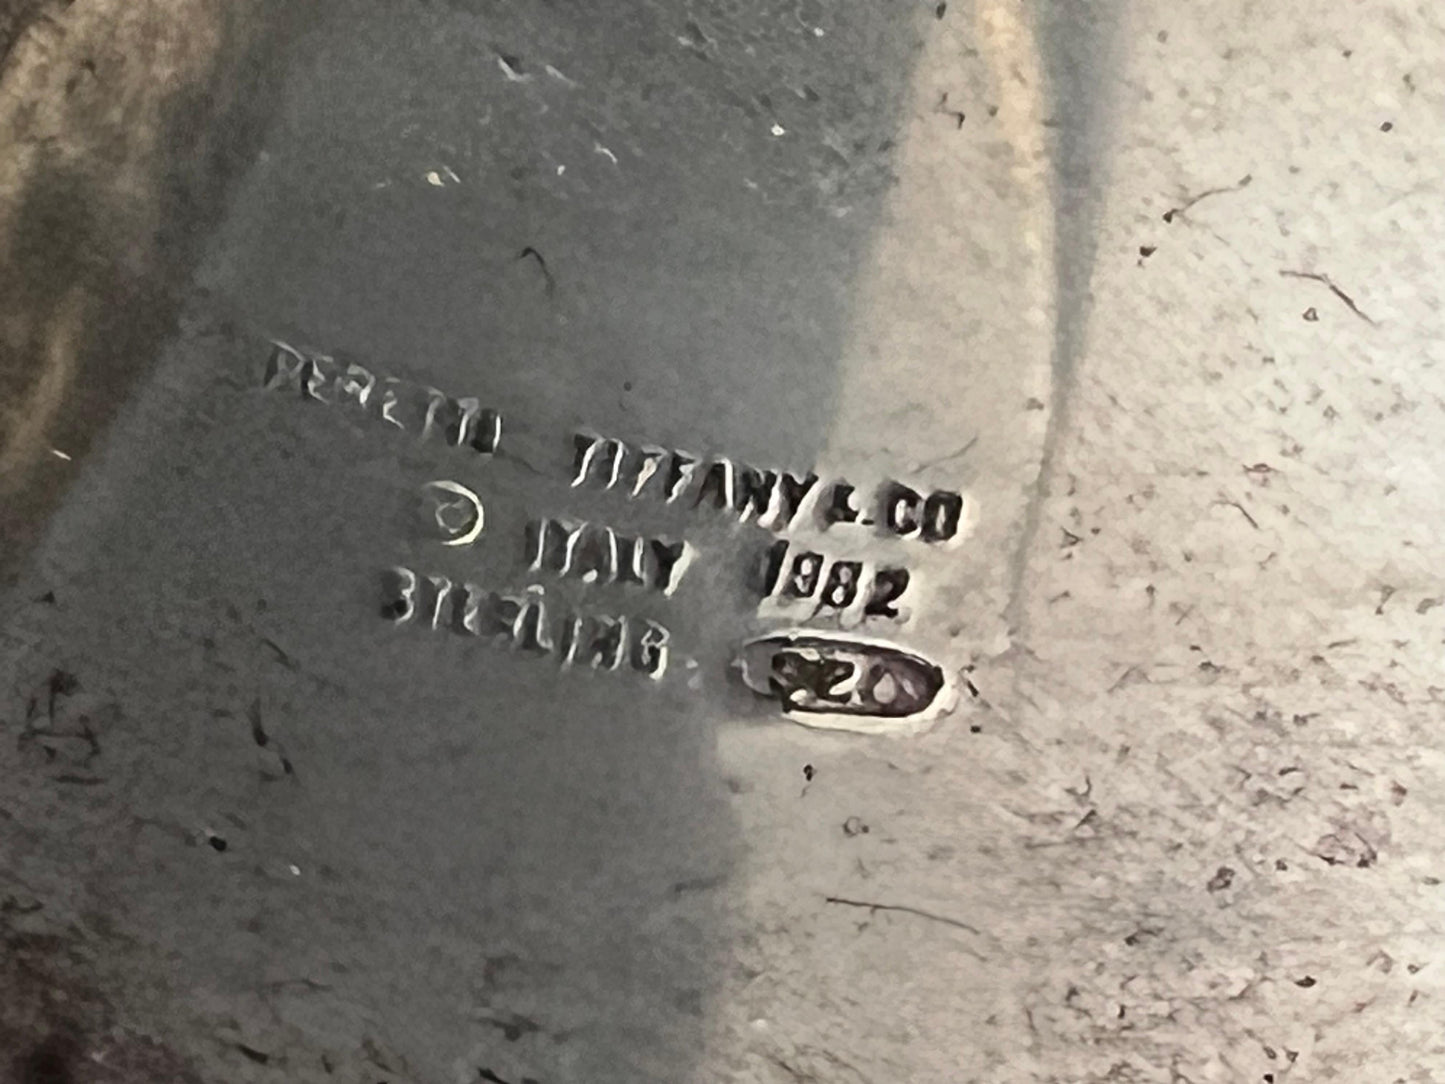 PERETTI TIFFANY & CO
© ITALY 1982
STERLING